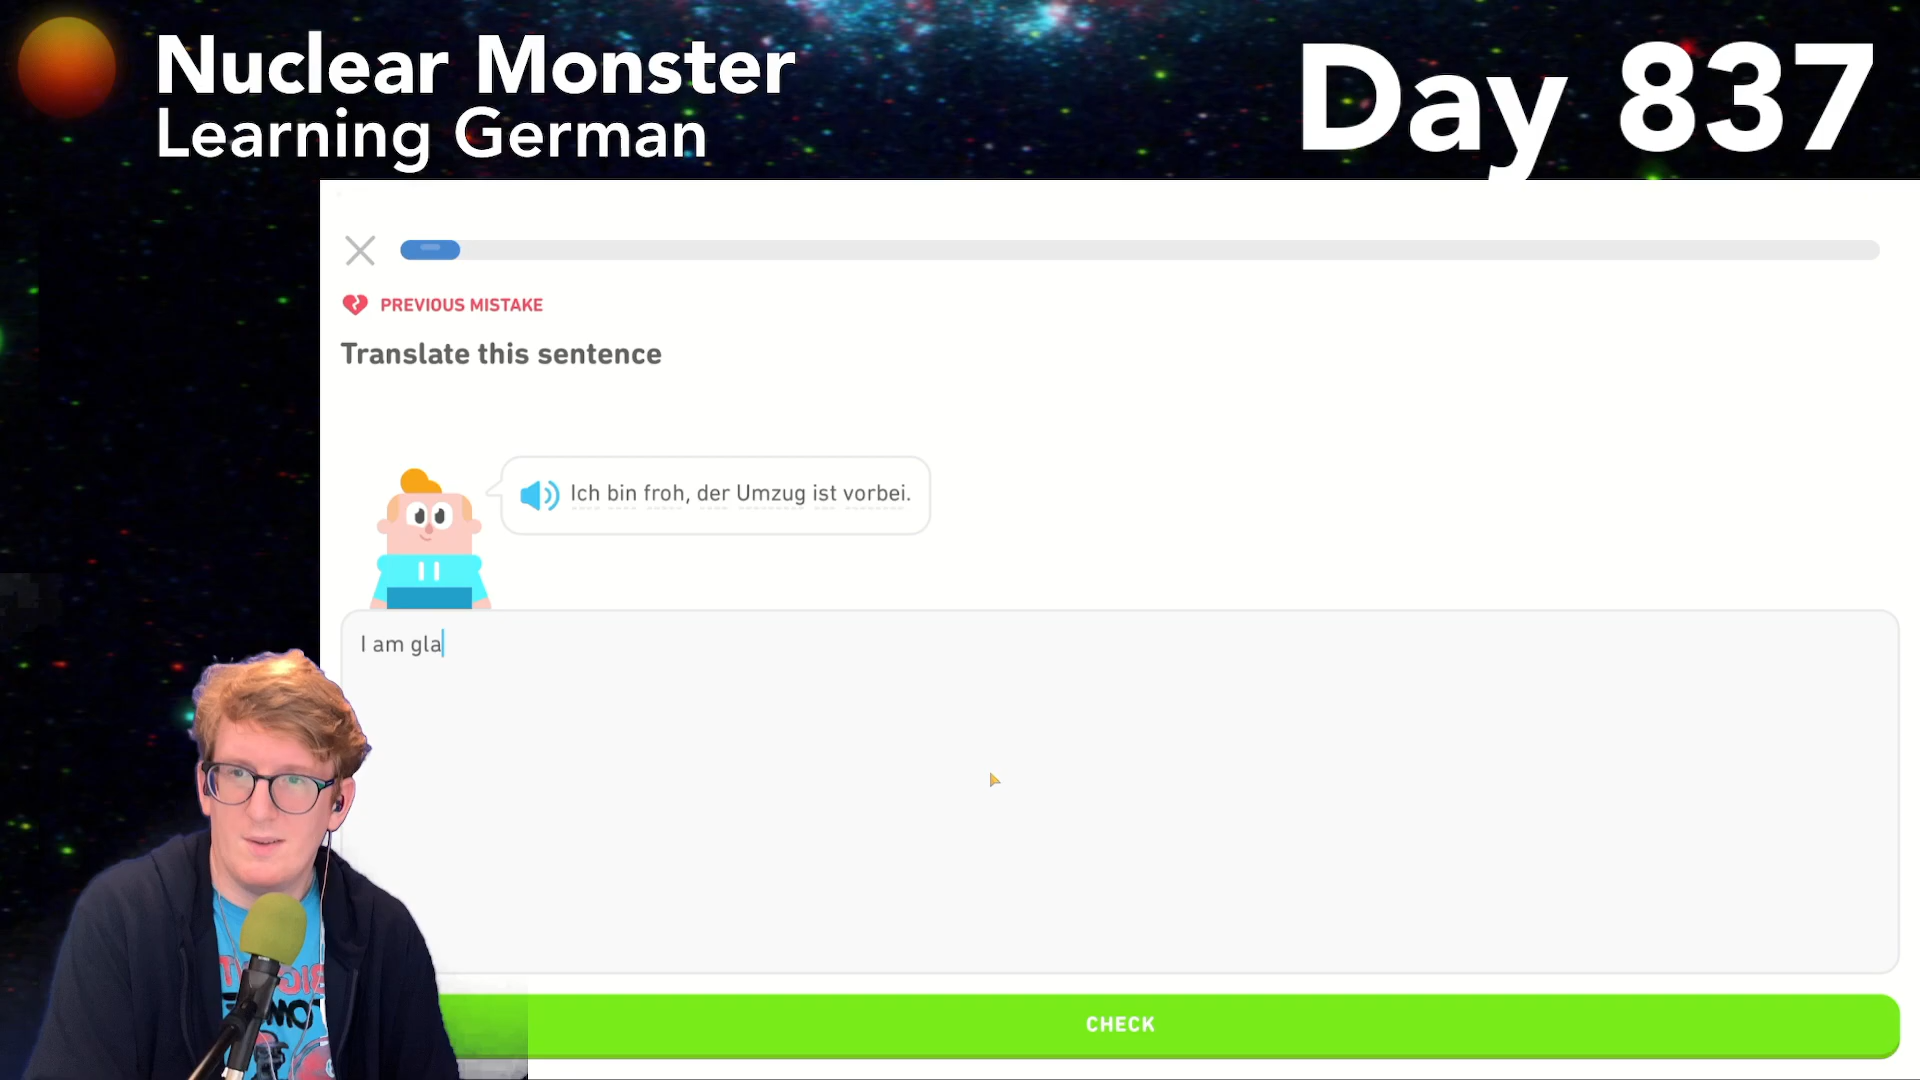 Nuclear Monster
Learning German
Day 837
PREVIOUS MISTAKE
Translate this sentence
Ich bin froh, der Umzug ist vorbei.
I am gla
CHECK